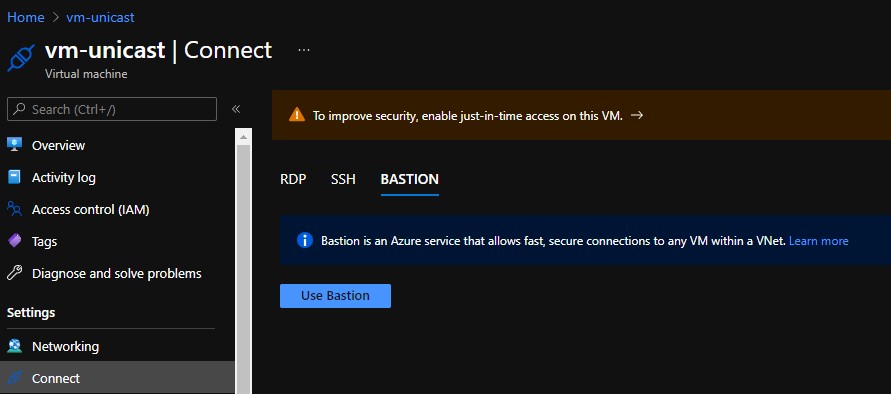 Home > vm-unicast
vm-unicast | Connect ...
Virtual machine
Search (Ctrl+/)
«
Overview
Activity log
Access control (IAM)
Tags
Diagnose and solve problems
Settings
Networking
Connect
To improve security, enable just-in-time access on this VM. →
RDP SSH BASTION
Bastion is an Azure service that allows fast, secure connections to any VM within a VNet. Learn more
Use Bastion